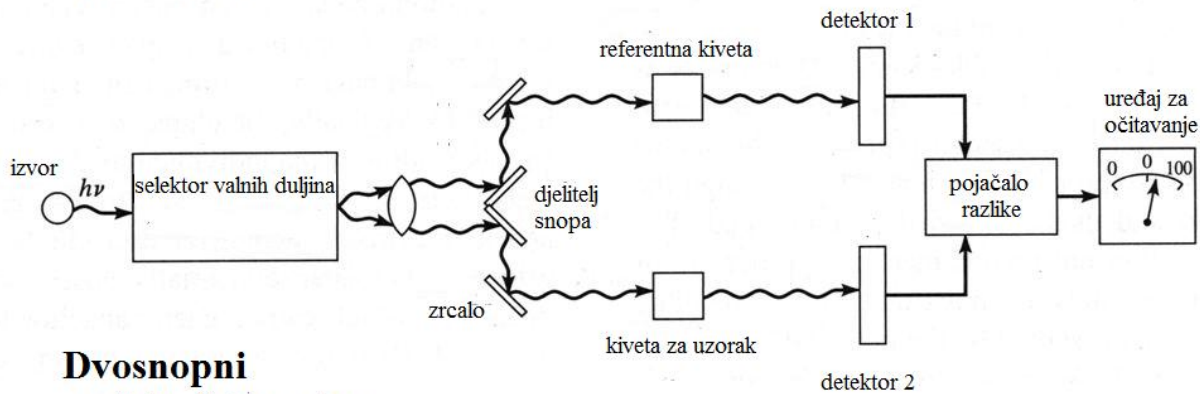 detektor 1
referentna kiveta
uređaj za
očitavanje
izvor
hν
selektor valnih duljina
djelitelj
snopa
pojačalo
razlike
0 0 100
zrcalo
kiveta za uzorak
Dvosnopni
detektor 2